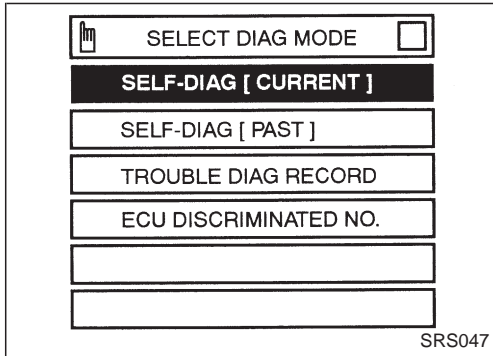 SELECT DIAG MODE
SELF-DIAG [ CURRENT ]
SELF-DIAG [ PAST ]
TROUBLE DIAG RECORD
ECU DISCRIMINATED NO.
SRS047